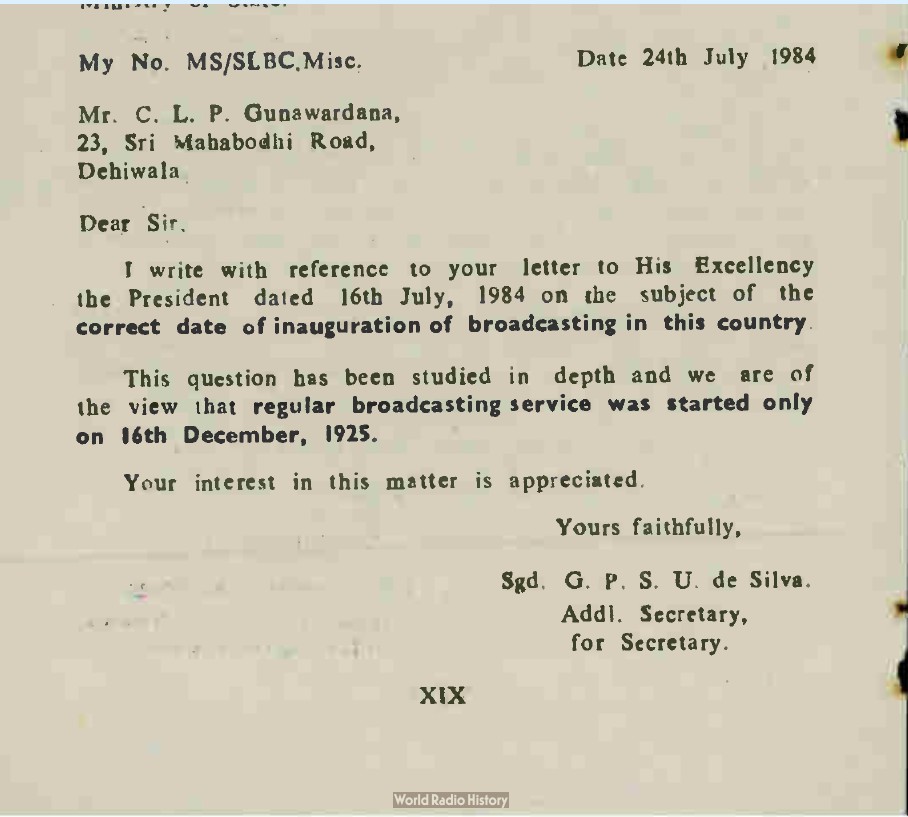 Ministry of State.
My No. MS/SLBC.Misc.
Date 24th July 1984
Mr. C. L. P. Gunawardana,
23, Sri Mahabodhi Road,
Dehiwala
Dear Sir.
I write with reference to your letter to His Excellency
the President dated 16th July, 1984 on the subject of the
correct date of inauguration of broadcasting in this country.
This question has been studied in depth and we are of
the view that regular broadcasting service was started only
on 16th December, 1925.
Your interest in this matter is appreciated.
Yours faithfully,
Sgd. G. P. S. U. de Silva.
Addl. Secretary,
for Secretary.
XIX
World Radio History